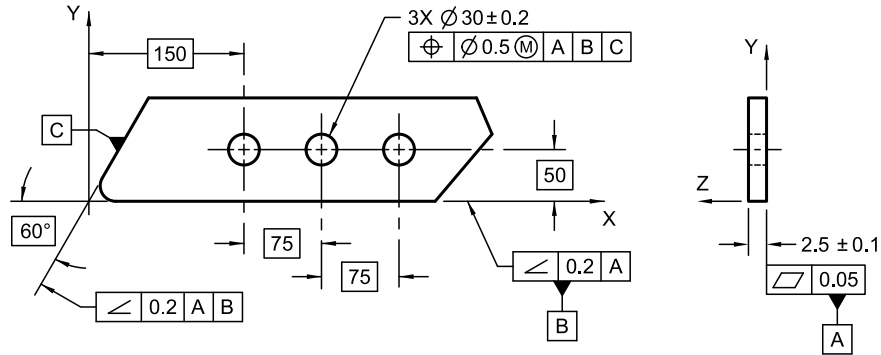 Y
150
3X ⌀ 30 ± 0.2
⌖ ⌀ 0.5 Ⓜ A B C
C
50
X
60°
75
75
∠ 0.2 A B
∠ 0.2 A
B
Y
Z
2.5 ± 0.1
⏥ 0.05
A